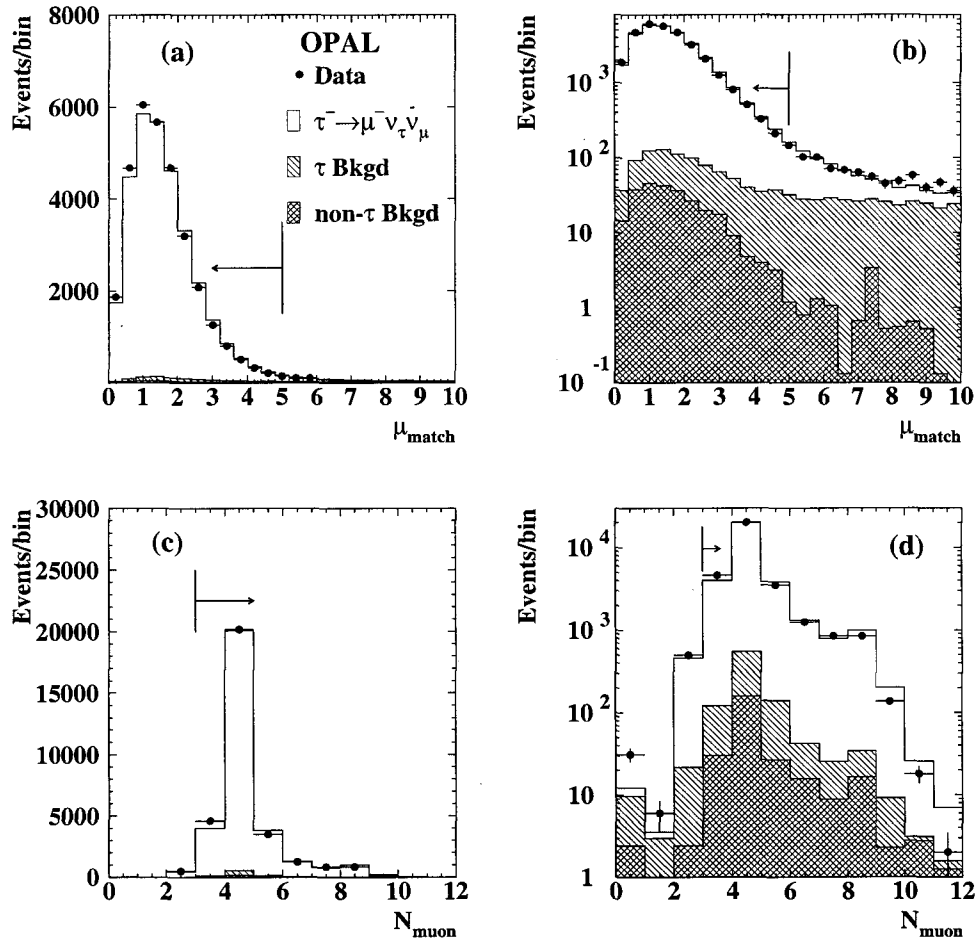 Events/bin
8000
6000
4000
2000
0 1 2 3 4 5 6 7 8 9 10
μ_match
(a)
OPAL
Data
τ⁻→μ⁻ν_τν̄_μ
τ Bkgd
non-τ Bkgd
Events/bin
10³
10²
10
1
10⁻¹
0 1 2 3 4 5 6 7 8 9 10
μ_match
(b)
Events/bin
30000
25000
20000
15000
10000
5000
0
0 2 4 6 8 10 12
N_muon
(c)
Events/bin
10⁴
10³
10²
10
1
0 2 4 6 8 10 12
N_muon
(d)